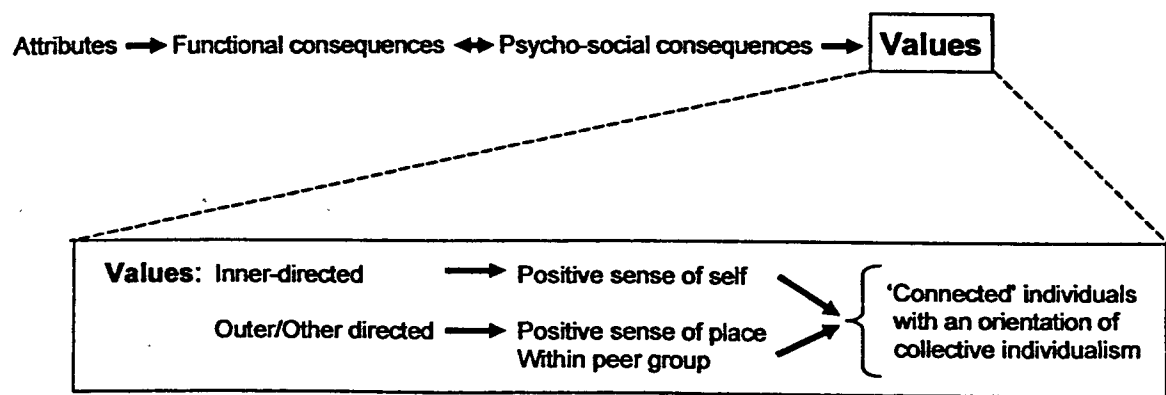 Attributes Functional consequences Psycho-social consequences Values
Values: Inner-directed Positive sense of self
Outer/Other directed Positive sense of place
Within peer group
'Connected' individuals
with an orientation of
collective individualism